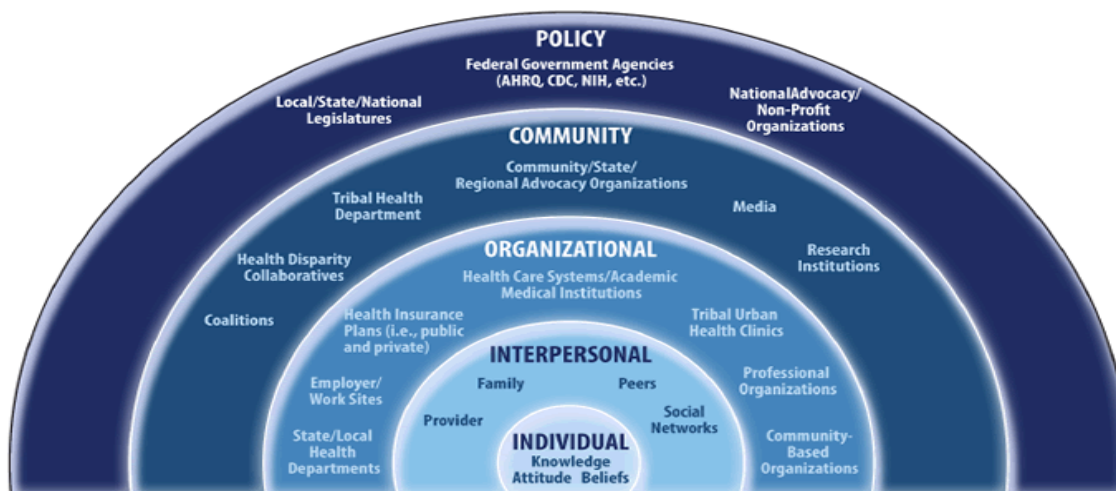 POLICY
Federal Government Agencies
(AHRQ, CDC, NIH, etc.)
Local/State/National
Legislatures
NationalAdvocacy/
Non-Profit
Organizations
COMMUNITY
Community/State/
Regional Advocacy Organizations
Tribal Health
Department
Media
Health Disparity
Collaboratives
Research
Institutions
Coalitions
ORGANIZATIONAL
Health Care Systems/Academic
Medical Institutions
Health Insurance
Plans (i.e., public
and private)
Tribal Urban
Health Clinics
Employer/
Work Sites
Professional
Organizations
State/Local
Health
Departments
Community-
Based
Organizations
INTERPERSONAL
Family
Peers
Provider
Social
Networks
INDIVIDUAL
Knowledge
Attitude Beliefs